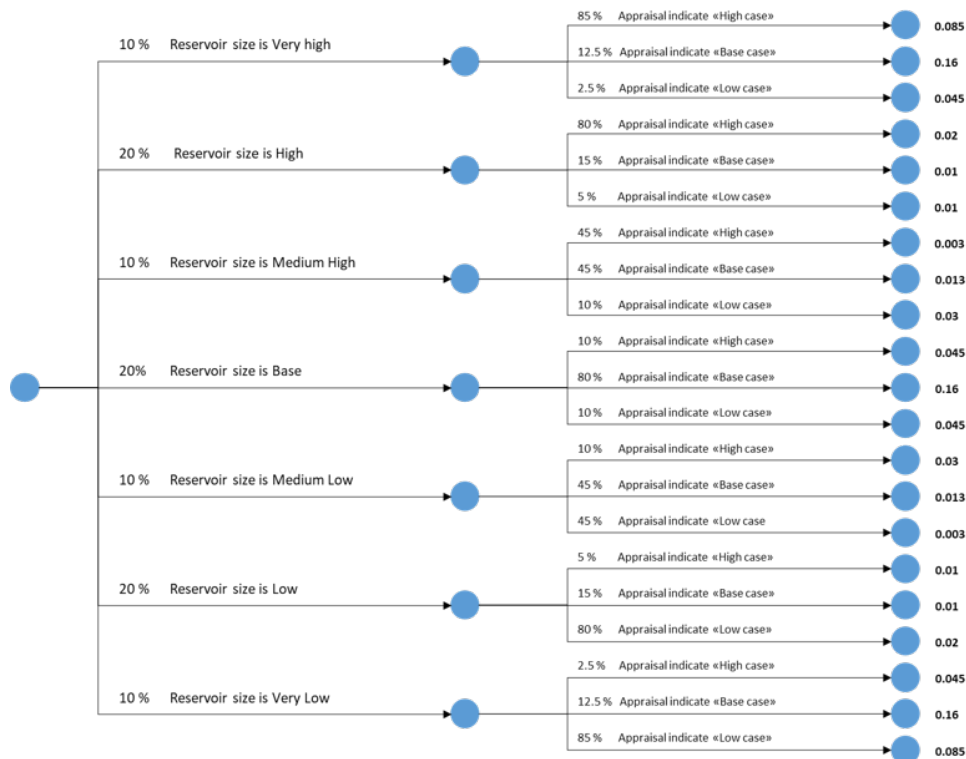 85 % Appraisal indicate «High case» 0.085
10 % Reservoir size is Very high
12.5 % Appraisal indicate «Base case» 0.16
2.5 % Appraisal indicate «Low case» 0.045
80 % Appraisal indicate «High case» 0.02
20 % Reservoir size is High
15 % Appraisal indicate «Base case» 0.01
5 % Appraisal indicate «Low case» 0.01
45 % Appraisal indicate «High case» 0.003
10 % Reservoir size is Medium High
45 % Appraisal indicate «Base case» 0.013
10 % Appraisal indicate «Low case» 0.03
10 % Appraisal indicate «High case» 0.045
20% Reservoir size is Base
80 % Appraisal indicate «Base case» 0.16
10 % Appraisal indicate «Low case» 0.045
10 % Appraisal indicate «High case» 0.03
10 % Reservoir size is Medium Low
45 % Appraisal indicate «Base case» 0.013
45 % Appraisal indicate «Low case 0.003
5 % Appraisal indicate «High case» 0.01
20 % Reservoir size is Low
15 % Appraisal indicate «Base case» 0.01
80 % Appraisal indicate «Low case» 0.02
2.5 % Appraisal indicate «High case» 0.045
10 % Reservoir size is Very Low
12.5 % Appraisal indicate «Base case» 0.16
85 % Appraisal indicate «Low case» 0.085